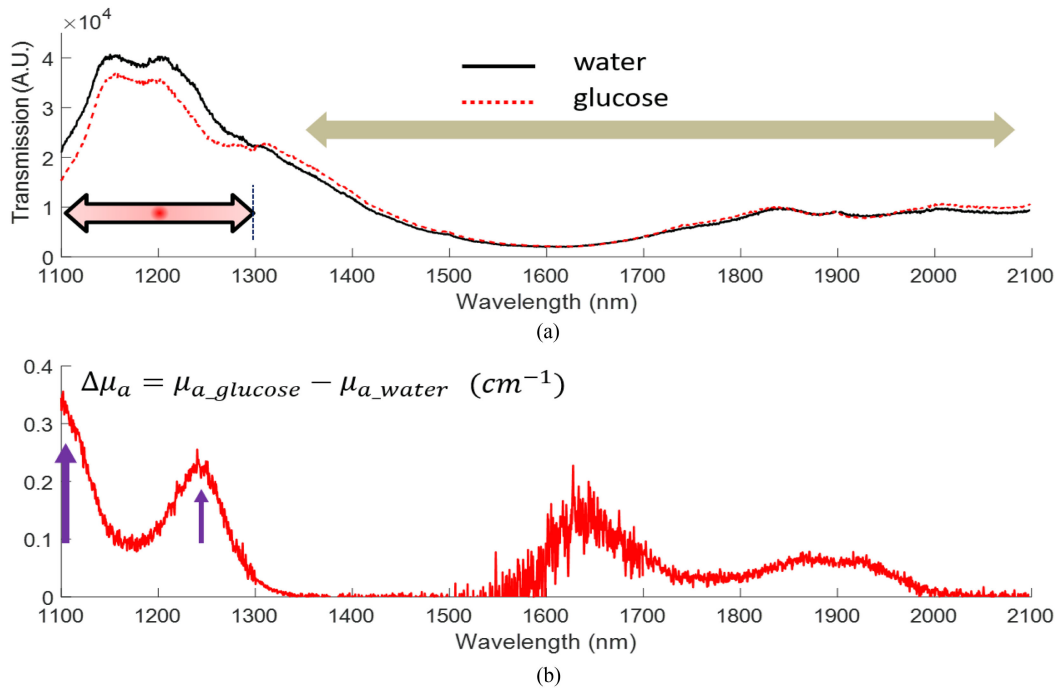 ×10⁴
Transmission (A.U.)
4
3
2
1
0
water
glucose
1100 1200 1300 1400 1500 1600 1700 1800 1900 2000 2100
Wavelength (nm)
(a)
0.4
0.3
0.2
0.1
0
Δμₐ = μₐ_glucose − μₐ_water (cm⁻¹)
1100 1200 1300 1400 1500 1600 1700 1800 1900 2000 2100
Wavelength (nm)
(b)